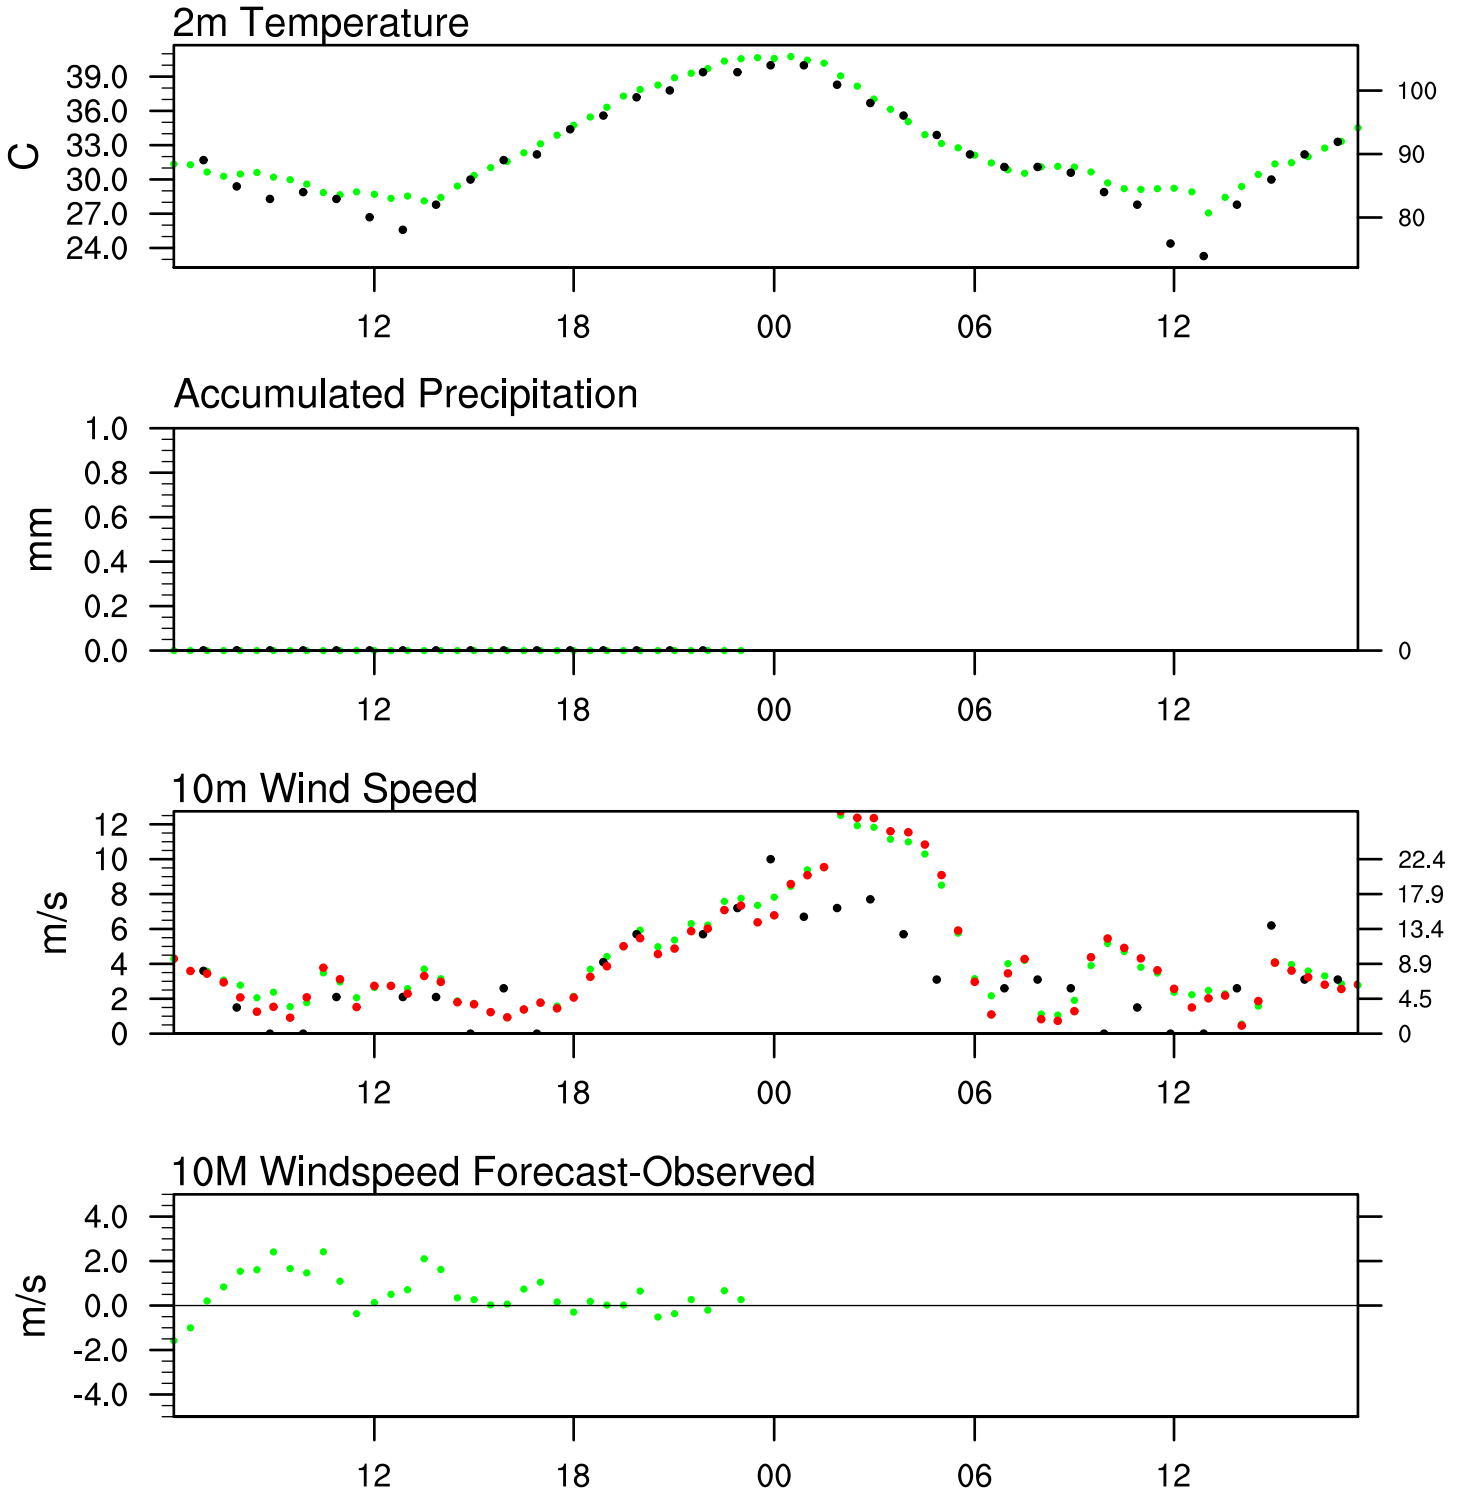 2m Temperature
39.0
36.0
33.0
30.0
27.0
24.0
C
100
90
80
12 18 00 06 12
Accumulated Precipitation
1.0
0.8
0.6
0.4
0.2
0.0
mm
0
12 18 00 06 12
10m Wind Speed
12
10
8
6
4
2
0
m/s
22.4
17.9
13.4
8.9
4.5
0
12 18 00 06 12
10M Windspeed Forecast-Observed
4.0
2.0
0.0
-2.0
-4.0
m/s
12 18 00 06 12